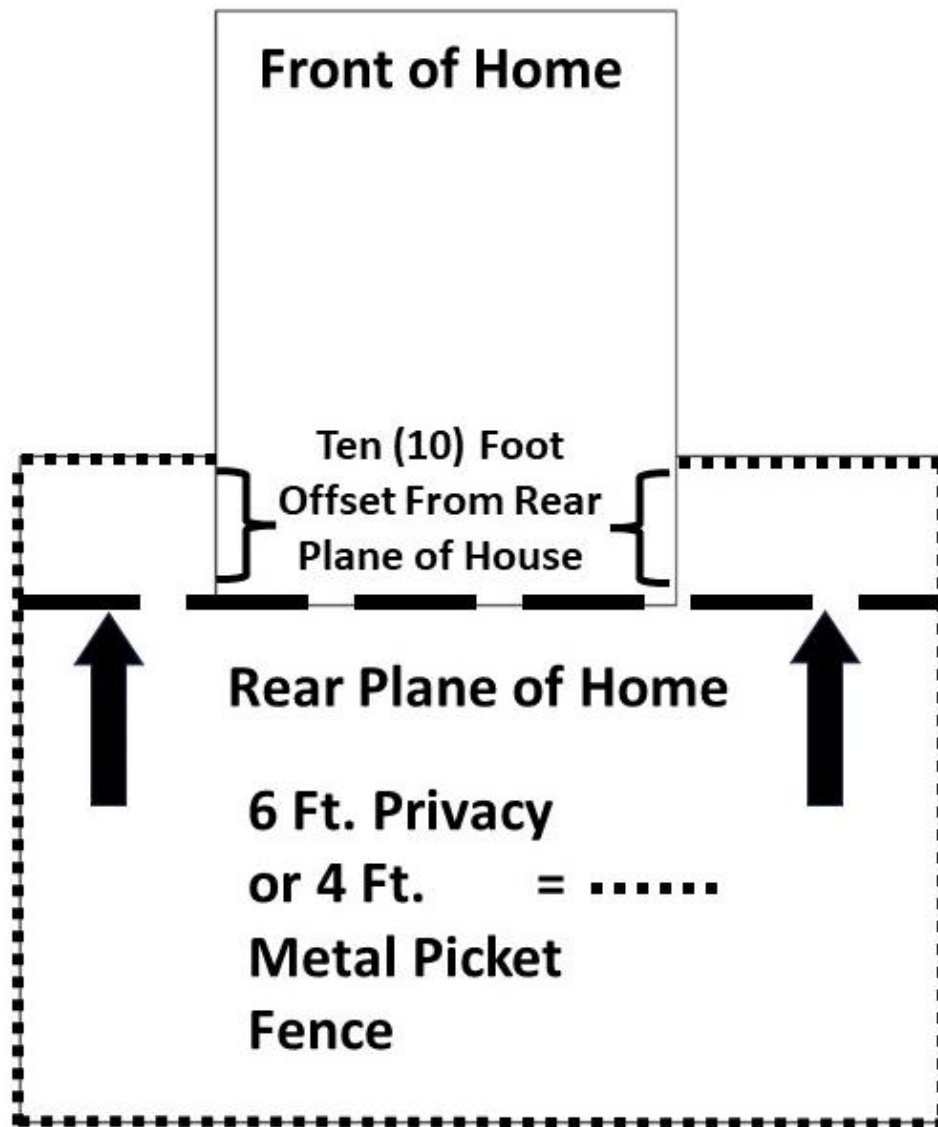 Front of Home
Ten (10) Foot
Offset From Rear
Plane of House
Rear Plane of Home
6 Ft. Privacy
or 4 Ft. =
Metal Picket
Fence